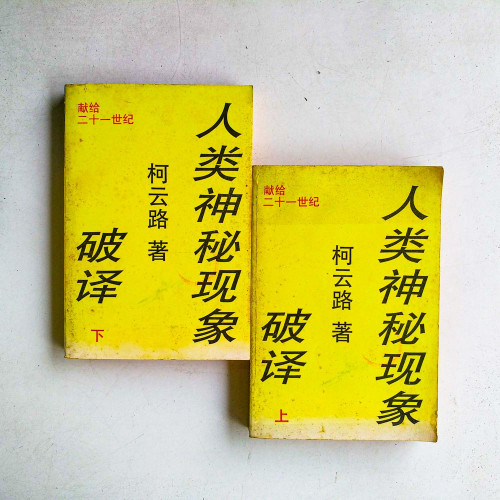 献给
二十一世纪
人类神秘现象
破译
柯云路 著
下
献给
二十一世纪
人类神秘现象
破译
柯云路 著
上